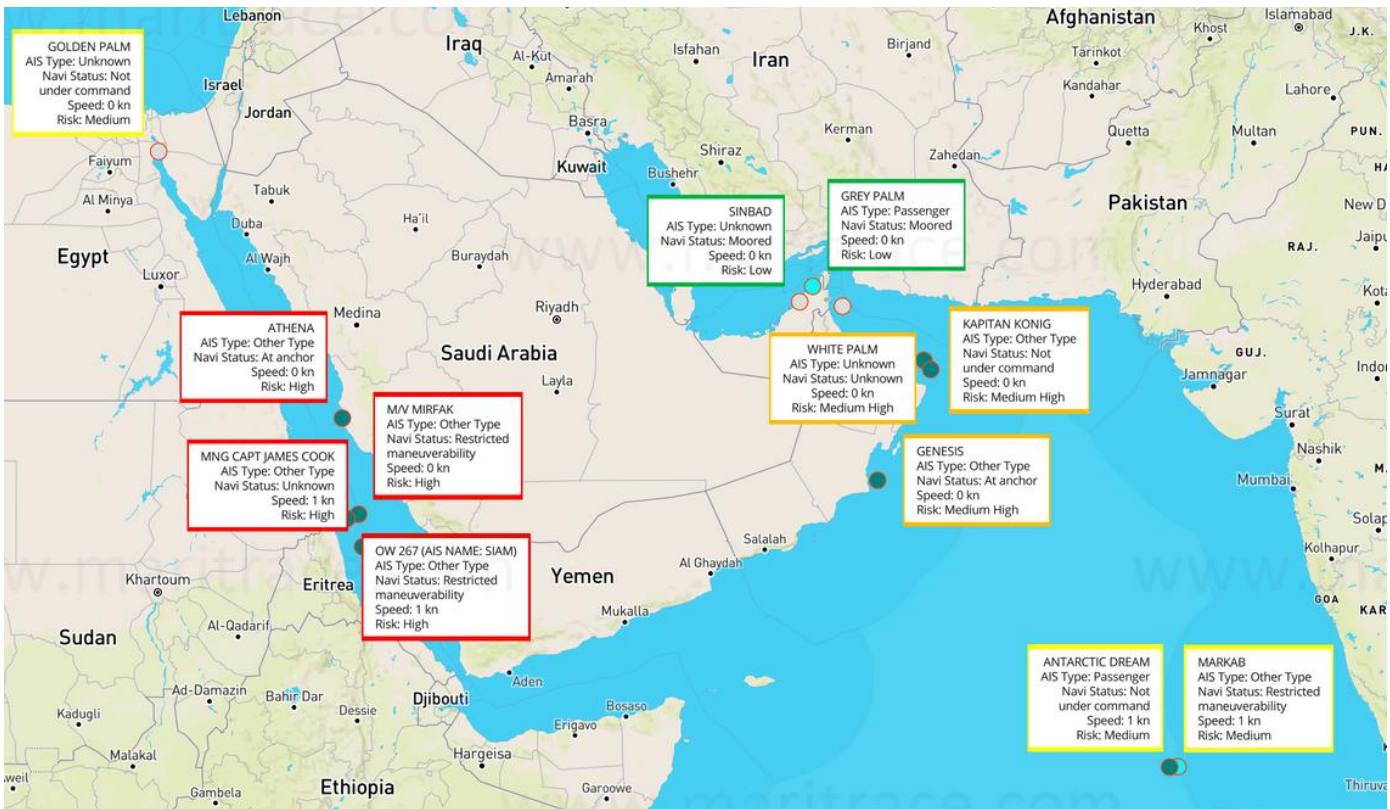 Lebanon
Afghanistan
Islamabad
Khost
J.K.
GOLDEN PALM
AIS Type: Unknown
Navi Status: Not
under command
Speed: 0 kn
Risk: Medium
Iraq
Al-Kūt
Amarah
Isfahan
Iran
Birjand
Tarinkot
Kandahar
Lahore
Israel
Jordan
Basra
Kerman
Quetta
Multan
PUN.
Faiyum
Kuwait
Shiraz
Bushehr
Zahedan
Al Minya
Tabuk
Duba
Ha'il
SINBAD
AIS Type: Unknown
Navi Status: Moored
Speed: 0 kn
Risk: Low
GREY PALM
AIS Type: Passenger
Navi Status: Moored
Speed: 0 kn
Risk: Low
Pakistan
New D
RAJ.
Jaipu
Egypt
Al Wajh
Buraydah
Luxor
Hyderabad
Kota
Medina
Riyadh
ATHENA
AIS Type: Other Type
Navi Status: At anchor
Speed: 0 kn
Risk: High
Saudi Arabia
Layla
WHITE PALM
AIS Type: Unknown
Navi Status: Unknown
Speed: 0 kn
Risk: Medium High
KAPITAN KONIG
AIS Type: Other Type
Navi Status: Not
under command
Speed: 0 kn
Risk: Medium High
GUJ.
Jamnagar
Indor
Surat
Nashik
Mumbai
M/V MIRFAK
AIS Type: Other Type
Navi Status: Restricted
maneuverability
Speed: 0 kn
Risk: High
MNG CAPT JAMES COOK
AIS Type: Other Type
Navi Status: Unknown
Speed: 1 kn
Risk: High
GENESIS
AIS Type: Other Type
Navi Status: At anchor
Speed: 0 kn
Risk: Medium High
Solap
Kolhapur
OW 267 (AIS NAME: SIAM)
AIS Type: Other Type
Navi Status: Restricted
maneuverability
Speed: 1 kn
Risk: High
Salalah
Al Ghaydah
Khartoum
Eritrea
Yemen
Mukalla
GOA
KAR
Sudan
Al-Qadarif
Aden
ANTARCTIC DREAM
AIS Type: Passenger
Navi Status: Not
under command
Speed: 1 kn
Risk: Medium
MARKAB
AIS Type: Other Type
Navi Status: Restricted
maneuverability
Speed: 1 kn
Risk: Medium
Ad-Damazin
Bahir Dar
Dessie
Djibouti
Bosaso
Erigavo
Kadugli
Malakal
Hargeisa
Aweil
Gambela
Ethiopia
Garoowe
Thiruva